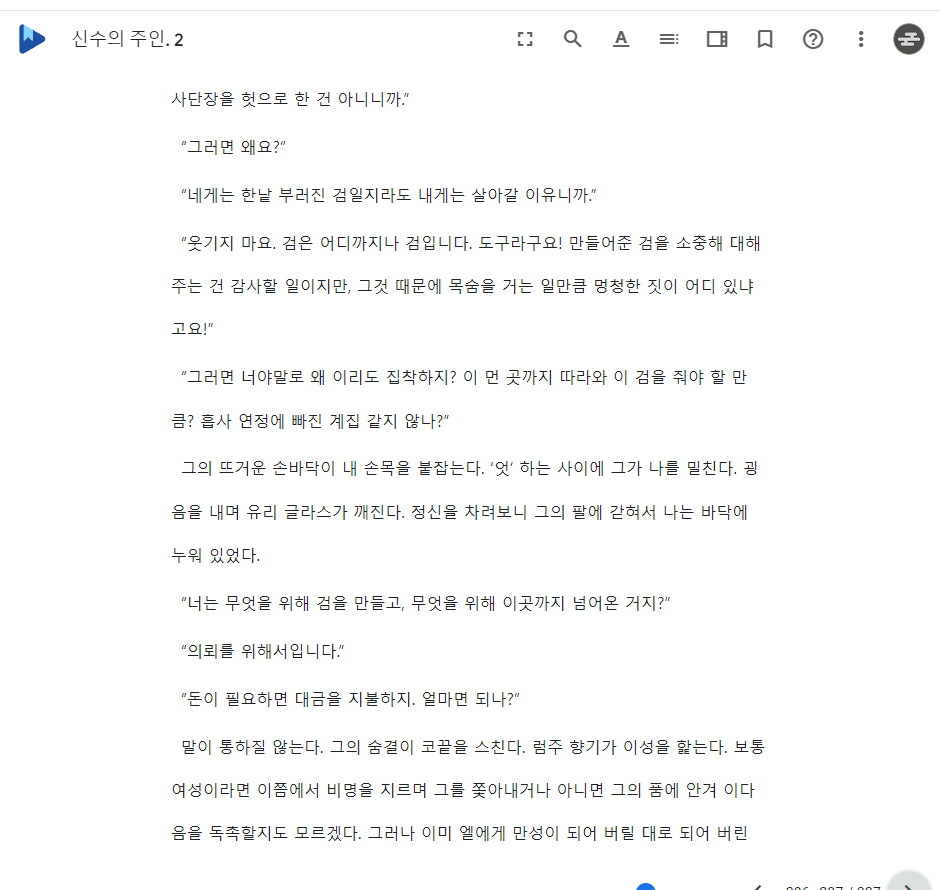 신수의 주인. 2
사단장을 헛으로 한 건 아니니까.”
“그러면 왜요?”
“네게는 한낱 부러진 검일지라도 내게는 살아갈 이유니까.”
“웃기지 마요. 검은 어디까지나 검입니다. 도구라구요! 만들어준 검을 소중해 대해
주는 건 감사할 일이지만, 그것 때문에 목숨을 거는 일만큼 멍청한 짓이 어디 있냐
고요!”
“그러면 너야말로 왜 이리도 집착하지? 이 먼 곳까지 따라와 이 검을 줘야 할 만
큼? 흡사 연정에 빠진 계집 같지 않나?”
그의 뜨거운 손바닥이 내 손목을 붙잡는다. ‘엇’ 하는 사이에 그가 나를 밀친다. 굉
음을 내며 유리 글라스가 깨진다. 정신을 차려보니 그의 팔에 갇혀서 나는 바닥에
누워 있었다.
“너는 무엇을 위해 검을 만들고, 무엇을 위해 이곳까지 넘어온 거지?”
“의뢰를 위해서입니다.”
“돈이 필요하면 대금을 지불하지. 얼마면 되나?”
말이 통하질 않는다. 그의 숨결이 코끝을 스친다. 럼주 향기가 이성을 핥는다. 보통
여성이라면 이쯤에서 비명을 지르며 그를 쫓아내거나 아니면 그의 품에 안겨 이다
음을 독촉할지도 모르겠다. 그러나 이미 엘에게 만성이 되어 버릴 대로 되어 버린